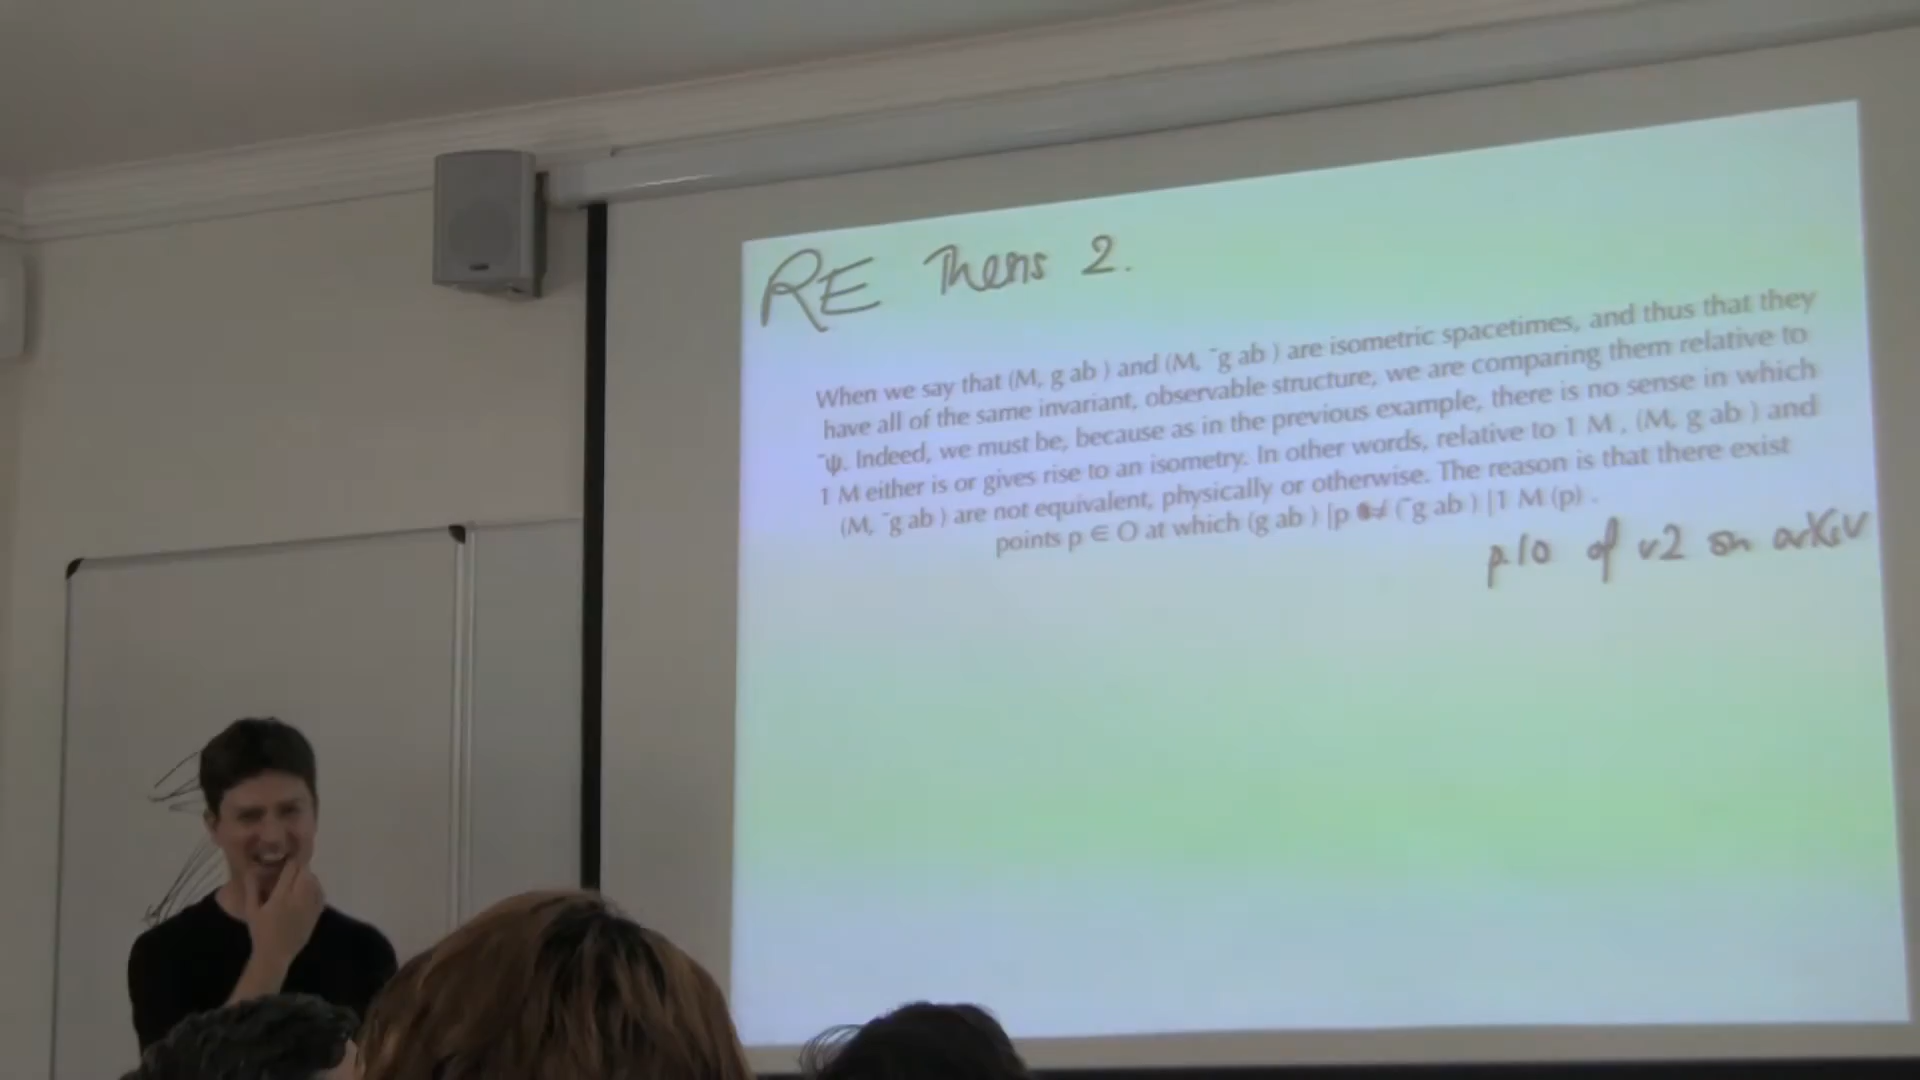 RE Thesis 2.
When we say that (M, g ab ) and (M, ˜g ab ) are isometric spacetimes, and thus that they
have all of the same invariant, observable structure, we are comparing them relative to
˜ψ. Indeed, we must be, because as in the previous example, there is no sense in which
1 M either is or gives rise to an isometry. In other words, relative to 1 M , (M, g ab ) and
(M, ˜g ab ) are not equivalent, physically or otherwise. The reason is that there exist
points p ∈ O at which (g ab ) |p ≠ (˜g ab ) |1 M (p) .
p10 of v2 on arXiv